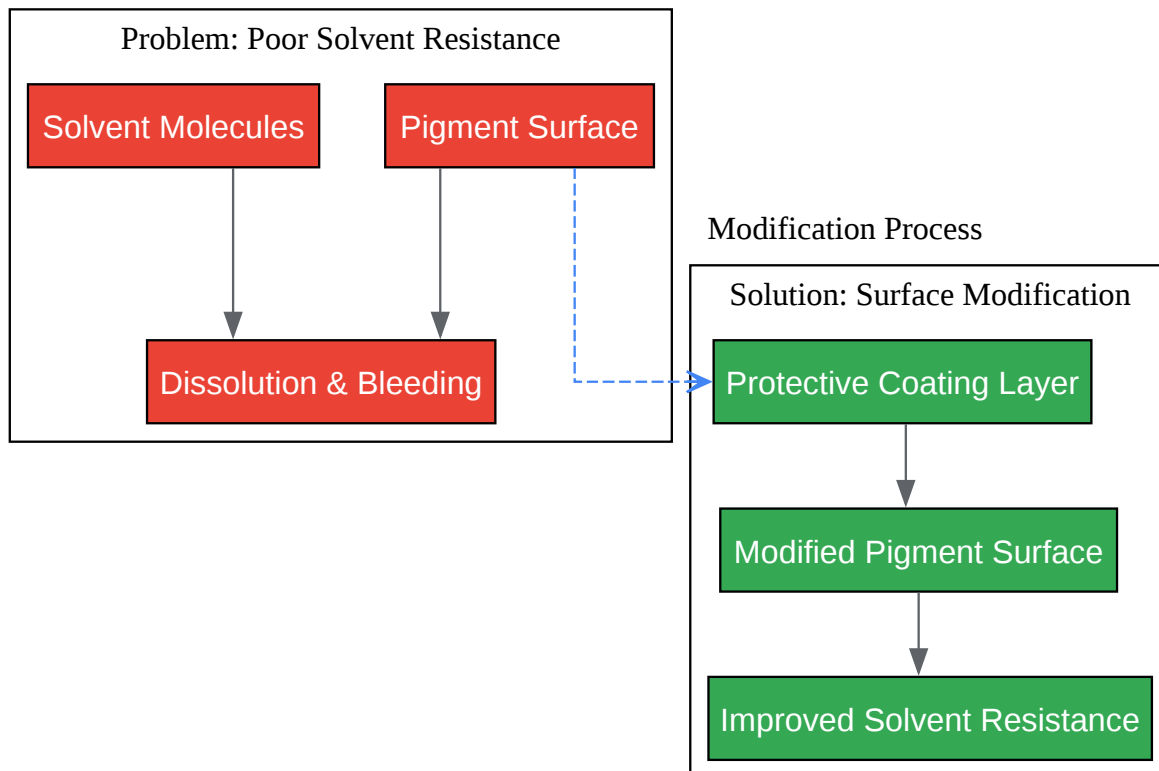 Problem: Poor Solvent Resistance
Solvent Molecules
Pigment Surface
Dissolution & Bleeding
Modification Process
Solution: Surface Modification
Protective Coating Layer
Modified Pigment Surface
Improved Solvent Resistance